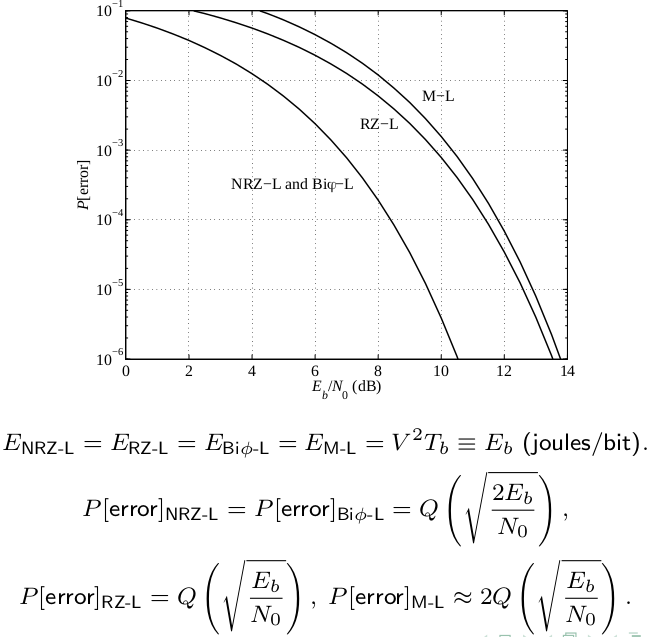 10⁻¹
10⁻²
10⁻³
10⁻⁴
10⁻⁵
10⁻⁶
P[error]
M−L
RZ−L
NRZ−L and Biφ−L
0 2 4 6 8 10 12 14
E_b/N_0 (dB)
E_NRZ-L = E_RZ-L = E_Biϕ-L = E_M-L = V²T_b ≡ E_b (joules/bit).
P[error]_NRZ-L = P[error]_Biϕ-L = Q(√(2E_b/N_0)),
P[error]_RZ-L = Q(√(E_b/N_0)), P[error]_M-L ≈ 2Q(√(E_b/N_0)).